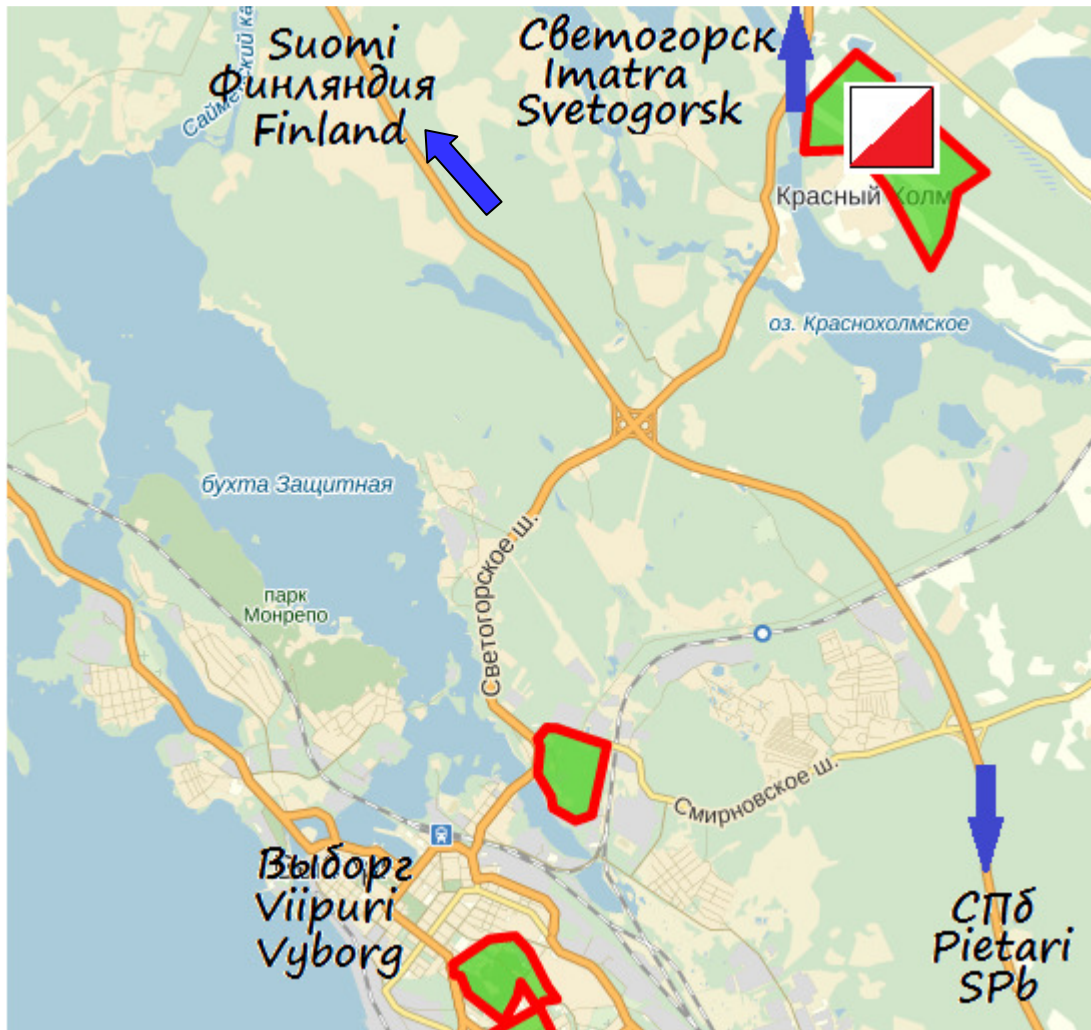 Suomi
Финляндия
Finland
Светогорск
Imatra
Svetogorsk
Красный Холм
оз. Краснохолмское
бухта Защитная
Светогорское ш.
парк
Монрепо
Смирновское ш.
Выборг
Viipuri
Vyborg
СПб
Pietari
SPb